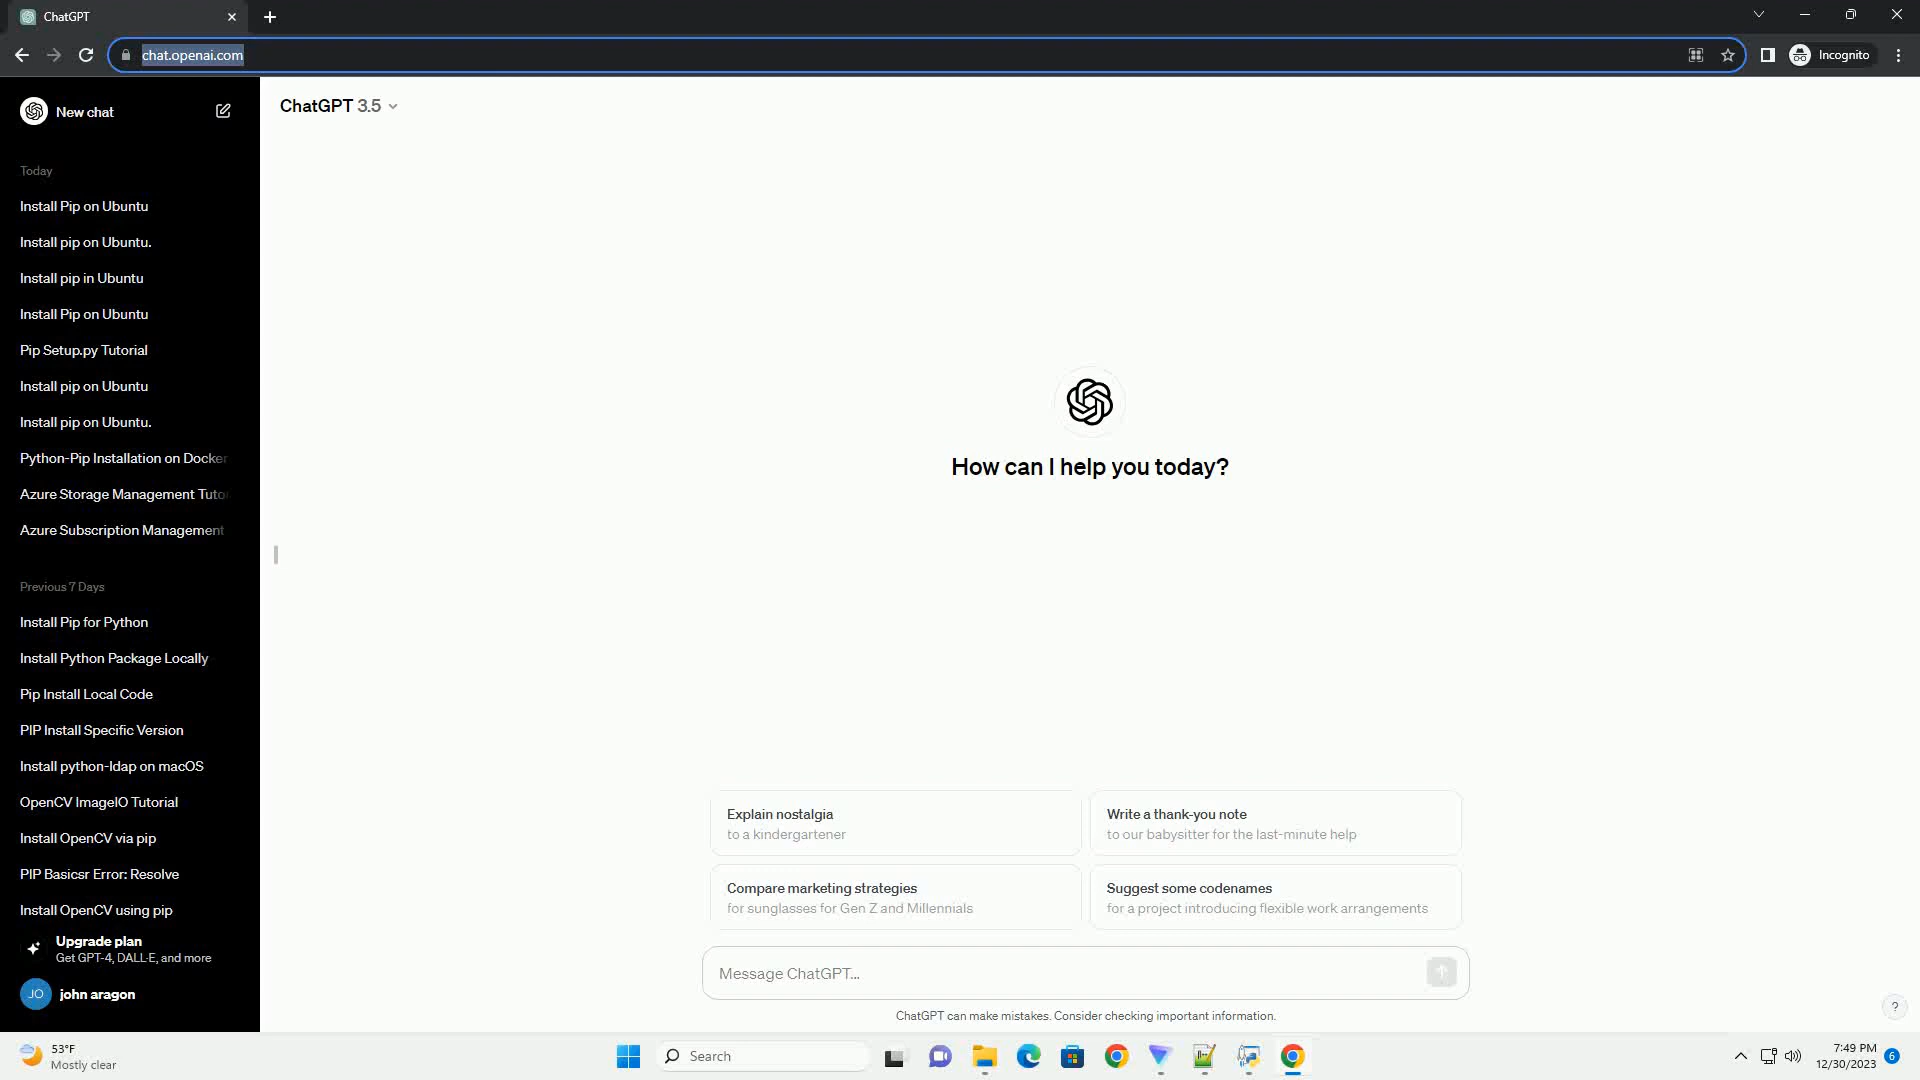 ChatGPT
chat.openai.com
Incognito
New chat
ChatGPT 3.5
Today
Install Pip on Ubuntu
Install pip on Ubuntu.
Install pip in Ubuntu
Install Pip on Ubuntu
Pip Setup.py Tutorial
Install pip on Ubuntu
Install pip on Ubuntu.
Python-Pip Installation on Docker
Azure Storage Management Tuto
Azure Subscription Management
Previous 7 Days
Install Pip for Python
Install Python Package Locally
Pip Install Local Code
PIP Install Specific Version
Install python-ldap on macOS
OpenCV ImageIO Tutorial
Install OpenCV via pip
PIP Basicsr Error: Resolve
Install OpenCV using pip
Upgrade plan
Get GPT-4, DALL·E, and more
JO
john aragon
How can I help you today?
Explain nostalgia
to a kindergartener
Write a thank-you note
to our babysitter for the last-minute help
Compare marketing strategies
for sunglasses for Gen Z and Millennials
Suggest some codenames
for a project introducing flexible work arrangements
Message ChatGPT...
ChatGPT can make mistakes. Consider checking important information.
?
53°F
Mostly clear
Search
7:49 PM
12/30/2023
6